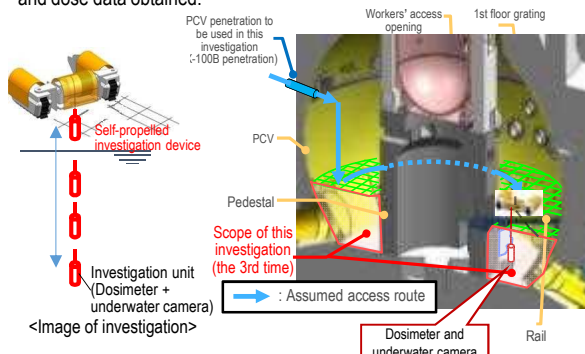 and dose data obtained.
PCV penetration to
be used in this
investigation
(X-100B penetration)
Workers' access
opening
1st floor grating
Self-propelled
investigation device
PCV
Pedestal
Scope of this
investigation
(the 3rd time)
Investigation unit
(Dosimeter +
underwater camera)
<Image of investigation>
: Assumed access route
Dosimeter and
underwater camera
Rail